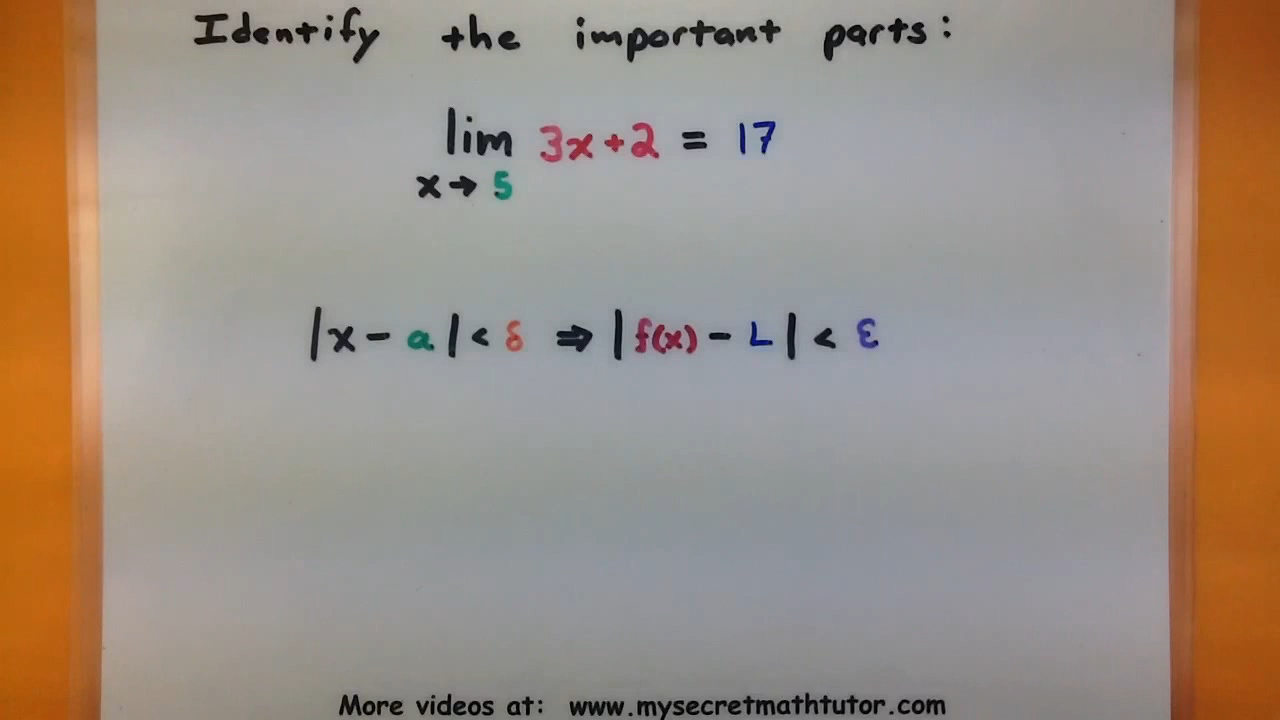 Identify the important parts:
lim 3x+2 = 17
x→5
|x - a| < δ ⇒ |f(x) - L| < ε
More videos at: www.mysecretmathtutor.com